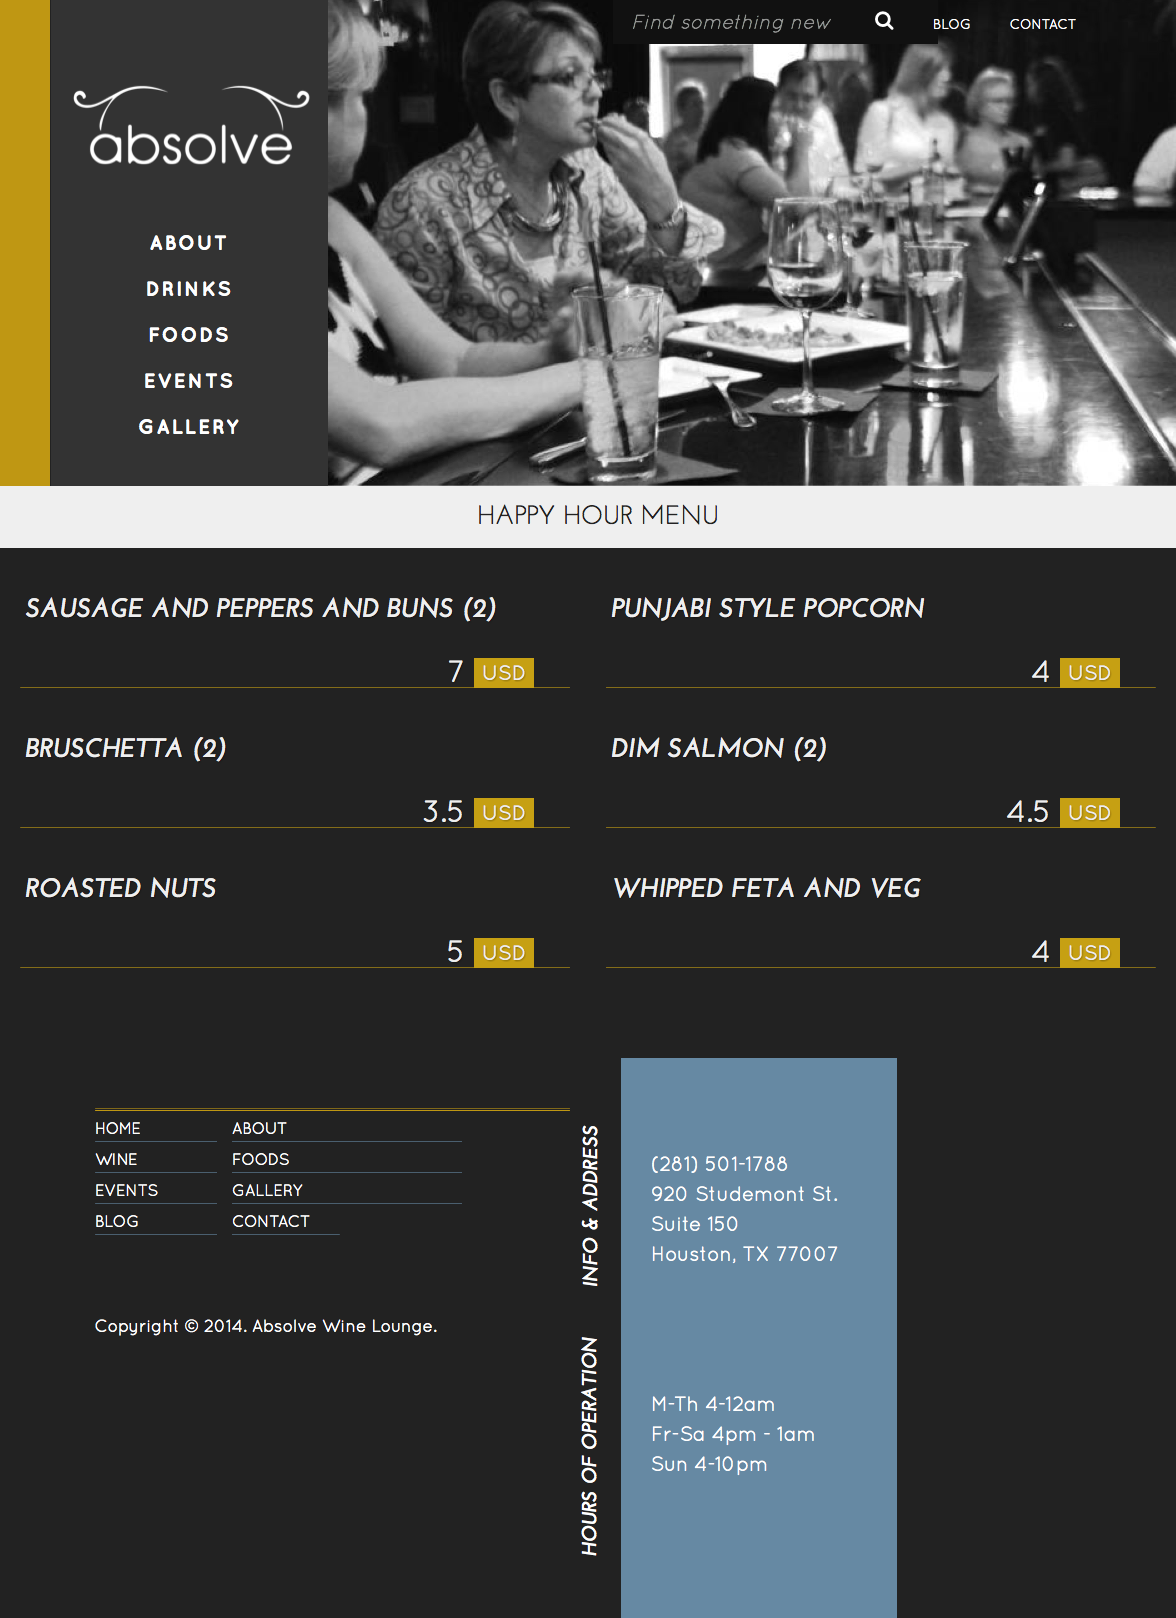 Find something new
BLOG
CONTACT
absolve
ABOUT
DRINKS
FOODS
EVENTS
GALLERY
HAPPY HOUR MENU
SAUSAGE AND PEPPERS AND BUNS (2)
7 USD
PUNJABI STYLE POPCORN
4 USD
BRUSCHETTA (2)
3.5 USD
DIM SALMON (2)
4.5 USD
ROASTED NUTS
5 USD
WHIPPED FETA AND VEG
4 USD
HOME
ABOUT
WINE
FOODS
EVENTS
GALLERY
BLOG
CONTACT
Copyright © 2014. Absolve Wine Lounge.
INFO & ADDRESS
(281) 501-1788
920 Studemont St.
Suite 150
Houston, TX 77007
HOURS OF OPERATION
M-Th 4-12am
Fr-Sa 4pm - 1am
Sun 4-10pm